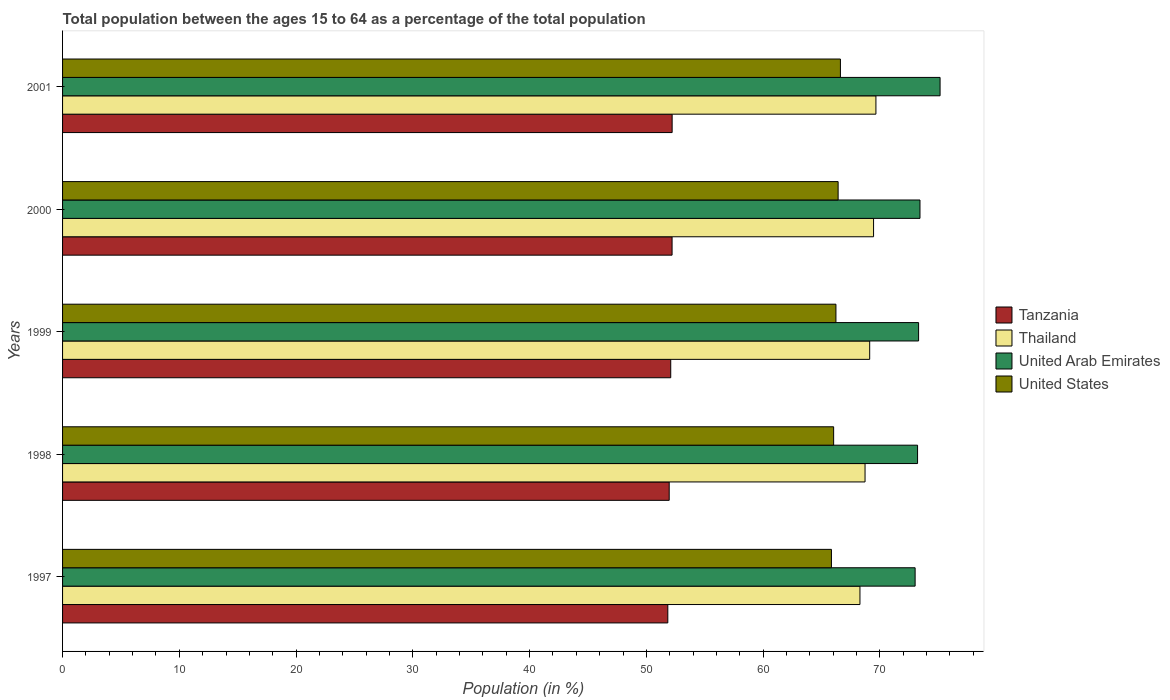 Total population between the ages 15 to 64 as a percentage of the total population
2001
2000
1999
1998
1997
Years
0
10
20
30
40
50
60
70
Population (in %)
Tanzania
Thailand
United Arab Emirates
United States